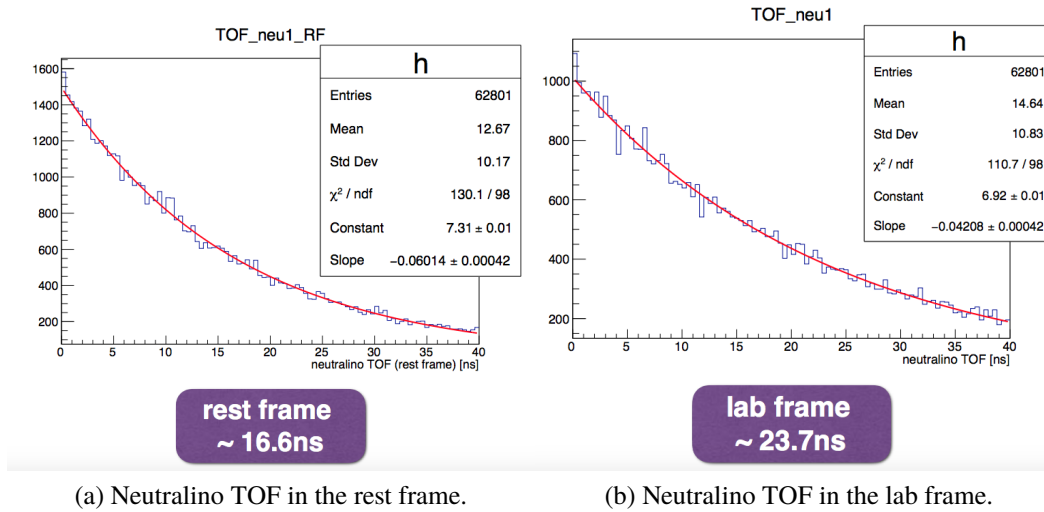 TOF_neu1_RF
h
Entries 62801
Mean 12.67
Std Dev 10.17
χ² / ndf 130.1 / 98
Constant 7.31 ± 0.01
Slope −0.06014 ± 0.00042
1600
1400
1200
1000
800
600
400
200
0 5 10 15 20 25 30 35 40
neutralino TOF (rest frame) [ns]
rest frame
~ 16.6ns
(a) Neutralino TOF in the rest frame.
TOF_neu1
h
Entries 62801
Mean 14.64
Std Dev 10.83
χ² / ndf 110.7 / 98
Constant 6.92 ± 0.01
Slope −0.04208 ± 0.00042
1000
800
600
400
200
0 5 10 15 20 25 30 35 40
neutralino TOF [ns]
lab frame
~ 23.7ns
(b) Neutralino TOF in the lab frame.